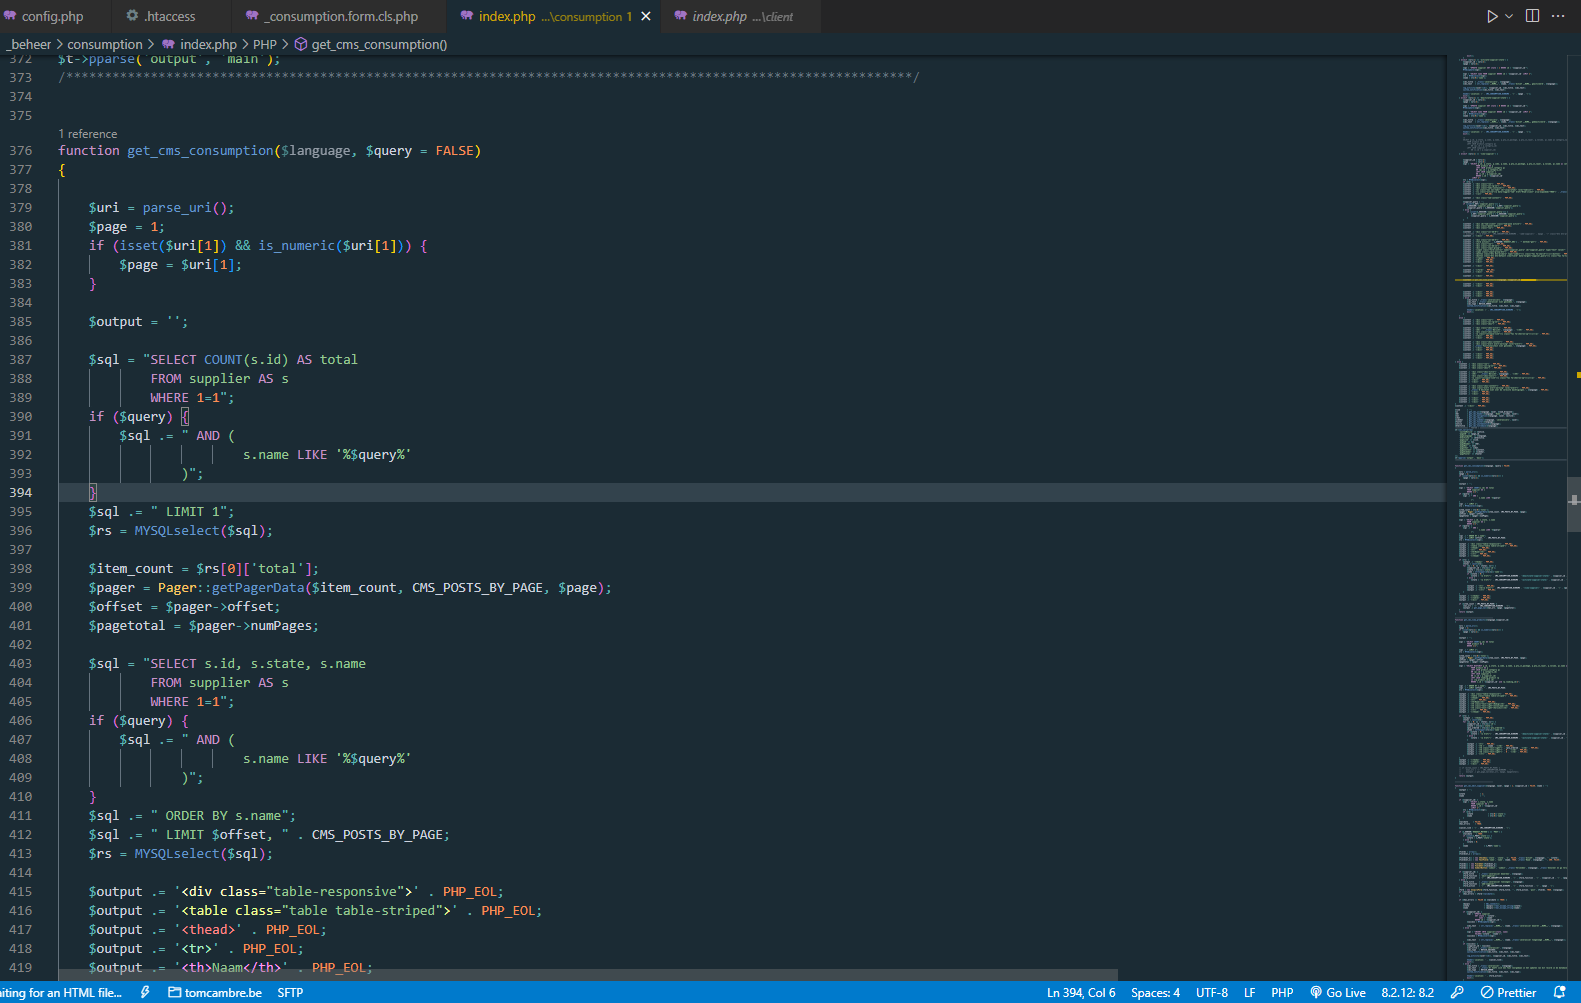 config.php .htaccess _consumption.form.cls.php index.php ...\consumption 1 index.php ...\client
_beheer > consumption > index.php > PHP > get_cms_consumption()
372 $t->pparse('output', 'main');
373 /**************************************************************************************************************/
374
375
1 reference
376 function get_cms_consumption($language, $query = FALSE)
377 {
378
379 $uri = parse_uri();
380 $page = 1;
381 if (isset($uri[1]) && is_numeric($uri[1])) {
382 $page = $uri[1];
383 }
384
385 $output = '';
386
387 $sql = "SELECT COUNT(s.id) AS total
388 FROM supplier AS s
389 WHERE 1=1";
390 if ($query) {
391 $sql .= " AND (
392 s.name LIKE '%$query%'
393 )";
394 }
395 $sql .= " LIMIT 1";
396 $rs = MYSQLselect($sql);
397
398 $item_count = $rs[0]['total'];
399 $pager = Pager::getPagerData($item_count, CMS_POSTS_BY_PAGE, $page);
400 $offset = $pager->offset;
401 $pagetotal = $pager->numPages;
402
403 $sql = "SELECT s.id, s.state, s.name
404 FROM supplier AS s
405 WHERE 1=1";
406 if ($query) {
407 $sql .= " AND (
408 s.name LIKE '%$query%'
409 )";
410 }
411 $sql .= " ORDER BY s.name";
412 $sql .= " LIMIT $offset, " . CMS_POSTS_BY_PAGE;
413 $rs = MYSQLselect($sql);
414
415 $output .= '<div class="table-responsive">' . PHP_EOL;
416 $output .= '<table class="table table-striped">' . PHP_EOL;
417 $output .= '<thead>' . PHP_EOL;
418 $output .= '<tr>' . PHP_EOL;
419 $output .= '<th>Naam</th>' . PHP_EOL;
iting for an HTML file... tomcambre.be SFTP Ln 394, Col 6 Spaces: 4 UTF-8 LF PHP Go Live 8.2.12: 8.2 Prettier